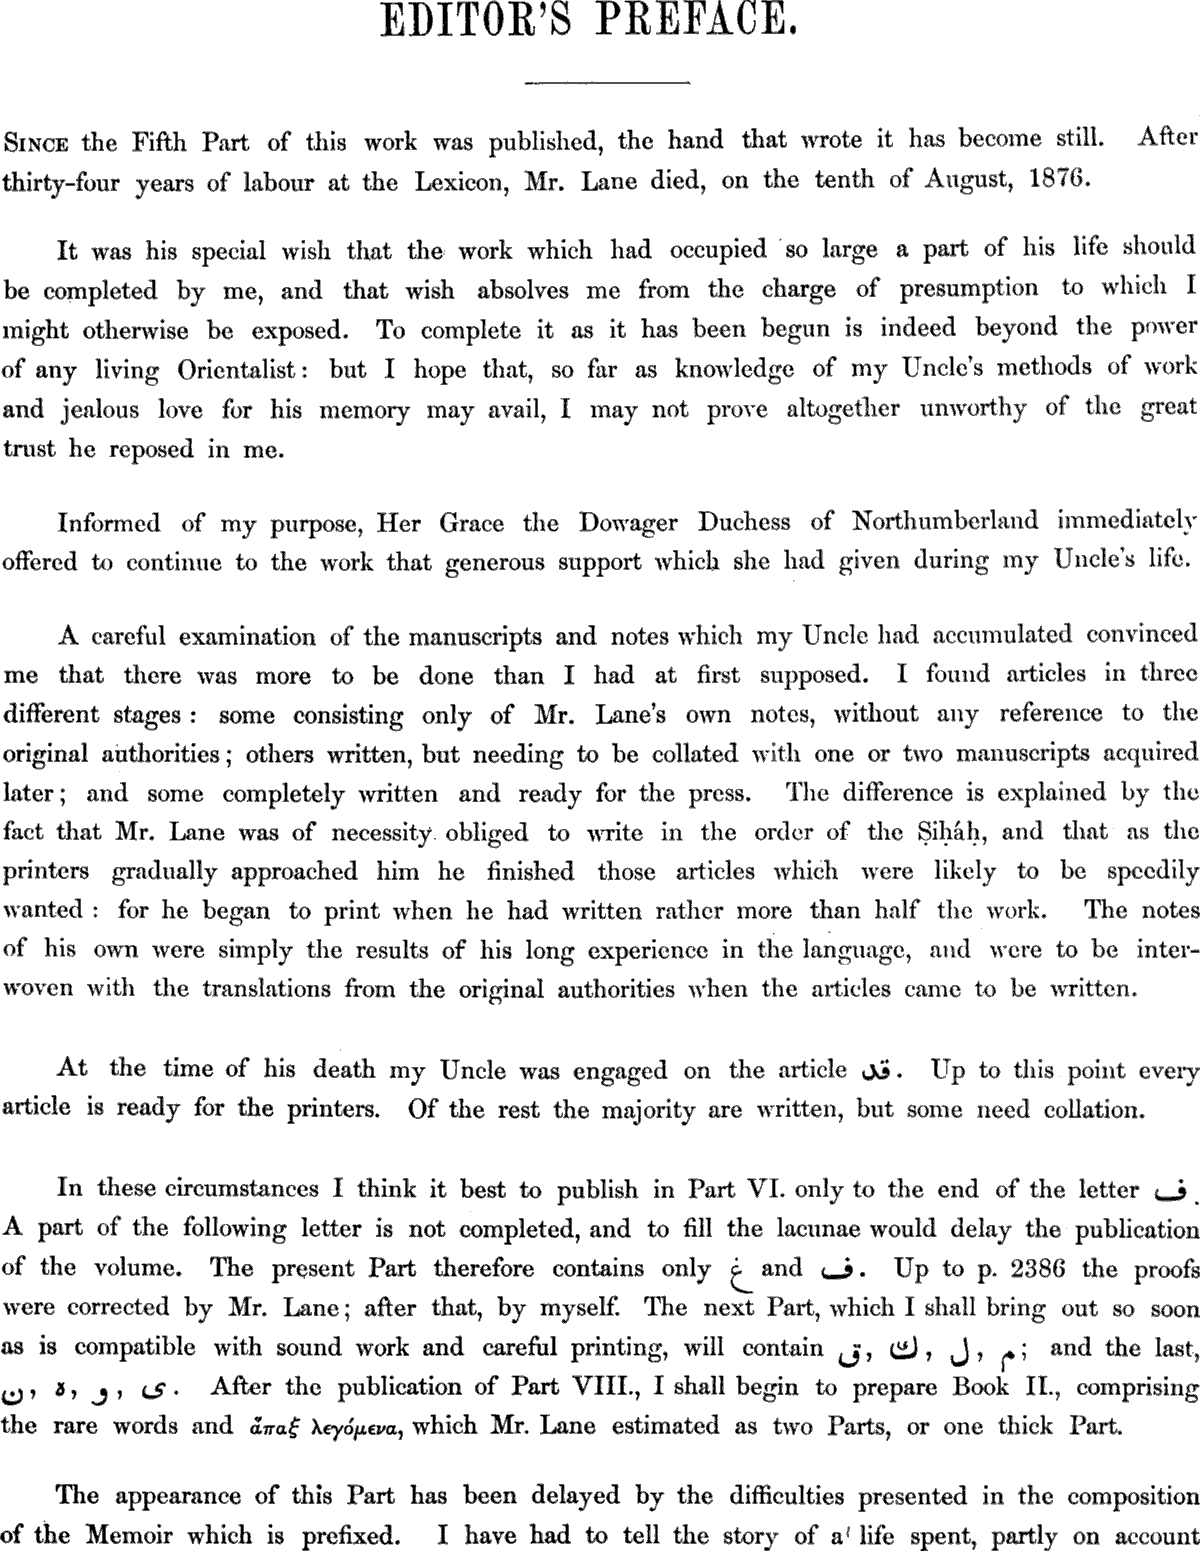 EDITOR'S PREFACE.
SINCE the Fifth Part of this work was published, the hand that wrote it has become still. After
thirty-four years of labour at the Lexicon, Mr. Lane died, on the tenth of August, 1876.
It was his special wish that the work which had occupied so large a part of his life should
be completed by me, and that wish absolves me from the charge of presumption to which I
might otherwise be exposed. To complete it as it has been begun is indeed beyond the power
of any living Orientalist: but I hope that, so far as knowledge of my Uncle's methods of work
and jealous love for his memory may avail, I may not prove altogether unworthy of the great
trust he reposed in me.
Informed of my purpose, Her Grace the Dowager Duchess of Northumberland immediately
offered to continue to the work that generous support which she had given during my Uncle's life.
A careful examination of the manuscripts and notes which my Uncle had accumulated convinced
me that there was more to be done than I had at first supposed. I found articles in three
different stages: some consisting only of Mr. Lane's own notes, without any reference to the
original authorities; others written, but needing to be collated with one or two manuscripts acquired
later; and some completely written and ready for the press. The difference is explained by the
fact that Mr. Lane was of necessity obliged to write in the order of the Ṣiḥáḥ, and that as the
printers gradually approached him he finished those articles which were likely to be speedily
wanted: for he began to print when he had written rather more than half the work. The notes
of his own were simply the results of his long experience in the language, and were to be inter-
woven with the translations from the original authorities when the articles came to be written.
At the time of his death my Uncle was engaged on the article قد. Up to this point every
article is ready for the printers. Of the rest the majority are written, but some need collation.
In these circumstances I think it best to publish in Part VI. only to the end of the letter ف.
A part of the following letter is not completed, and to fill the lacunae would delay the publication
of the volume. The present Part therefore contains only غ and ف. Up to p. 2386 the proofs
were corrected by Mr. Lane; after that, by myself. The next Part, which I shall bring out so soon
as is compatible with sound work and careful printing, will contain ق, ك, ل, م; and the last,
ن, ه, و, ى. After the publication of Part VIII., I shall begin to prepare Book II., comprising
the rare words and ἅπαξ λεγόμενα, which Mr. Lane estimated as two Parts, or one thick Part.
The appearance of this Part has been delayed by the difficulties presented in the composition
of the Memoir which is prefixed. I have had to tell the story of a life spent, partly on account